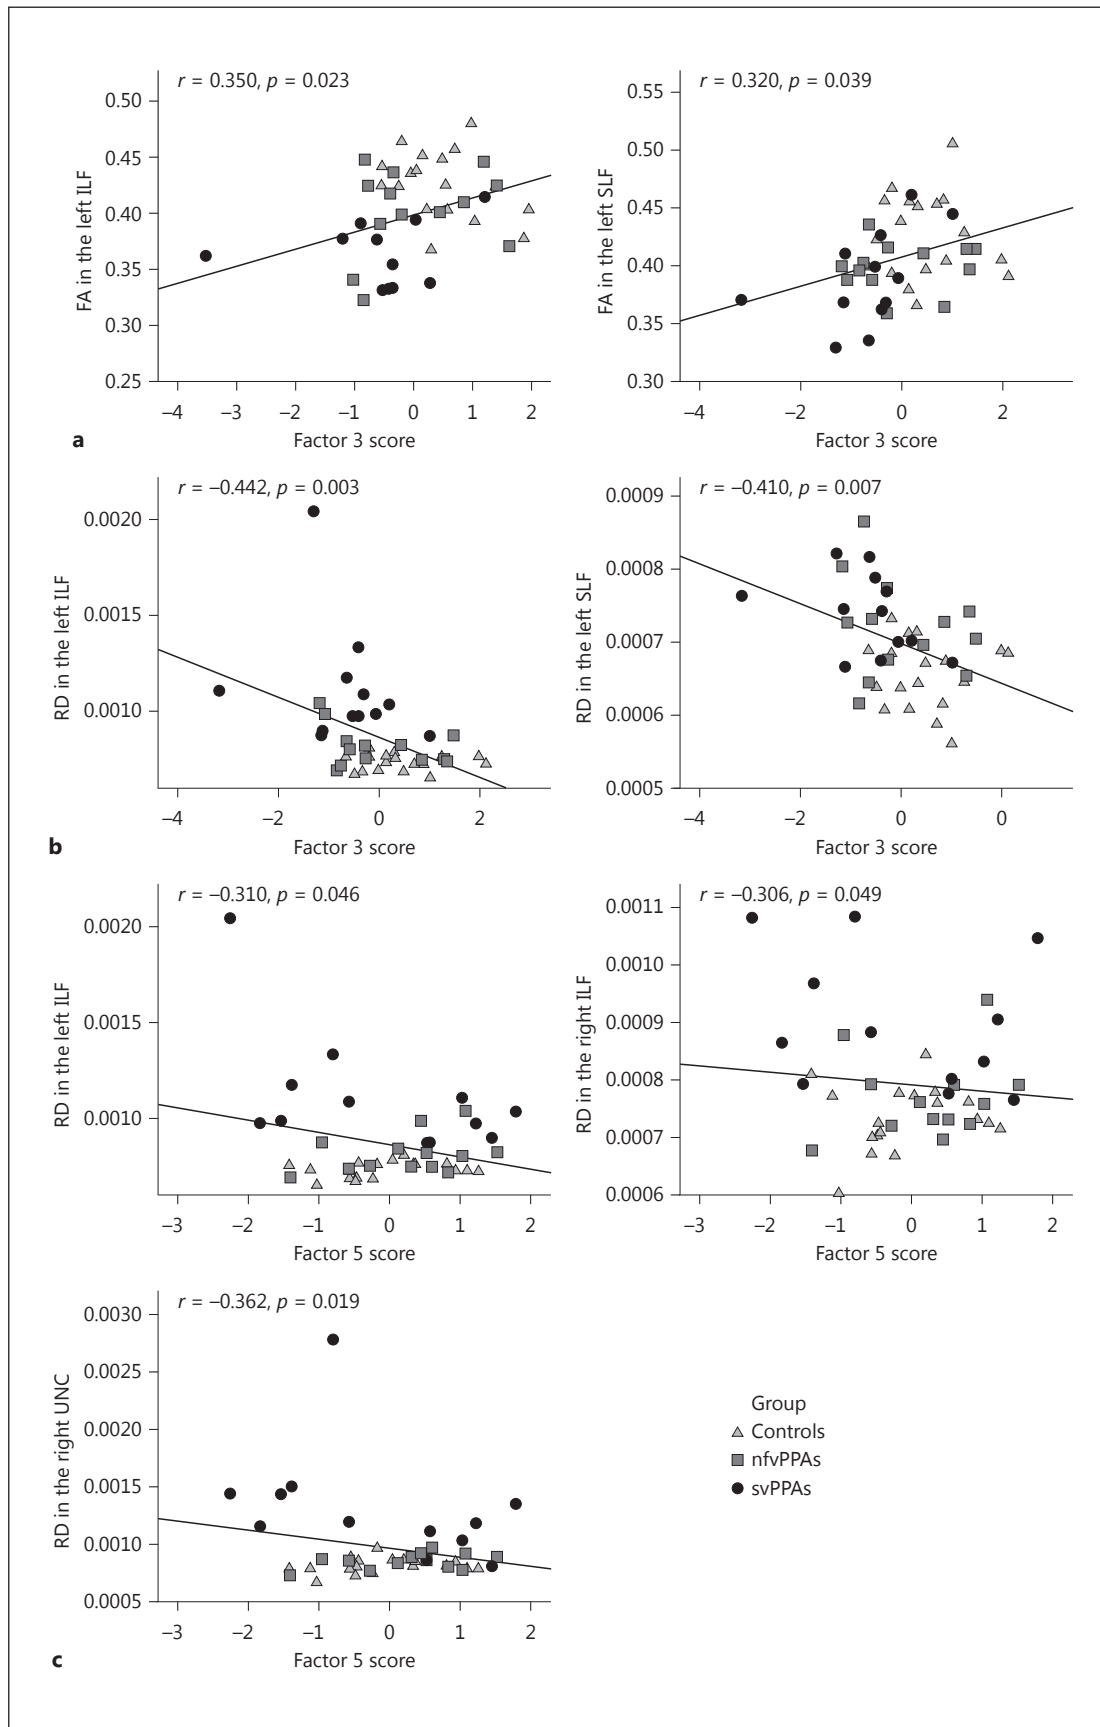 r = 0.350, p = 0.023
0.50
0.45
0.40
0.35
0.30
0.25
FA in the left ILF
–4 –3 –2 –1 0 1 2
Factor 3 score
r = 0.320, p = 0.039
0.55
0.50
0.45
0.40
0.35
0.30
FA in the left SLF
–4 –2 0 2
Factor 3 score
a
r = –0.442, p = 0.003
0.0020
0.0015
0.0010
RD in the left ILF
–4 –2 0 2
Factor 3 score
r = –0.410, p = 0.007
0.0009
0.0008
0.0007
0.0006
0.0005
RD in the left SLF
–4 –2 0 0
Factor 3 score
b
r = –0.310, p = 0.046
0.0020
0.0015
0.0010
RD in the left ILF
–3 –2 –1 0 1 2
Factor 5 score
r = –0.306, p = 0.049
0.0011
0.0010
0.0009
0.0008
0.0007
0.0006
RD in the right ILF
–3 –2 –1 0 1 2
Factor 5 score
r = –0.362, p = 0.019
0.0030
0.0025
0.0020
0.0015
0.0010
0.0005
RD in the right UNC
–3 –2 –1 0 1 2
Factor 5 score
c
Group
Controls
nfvPPAs
svPPAs